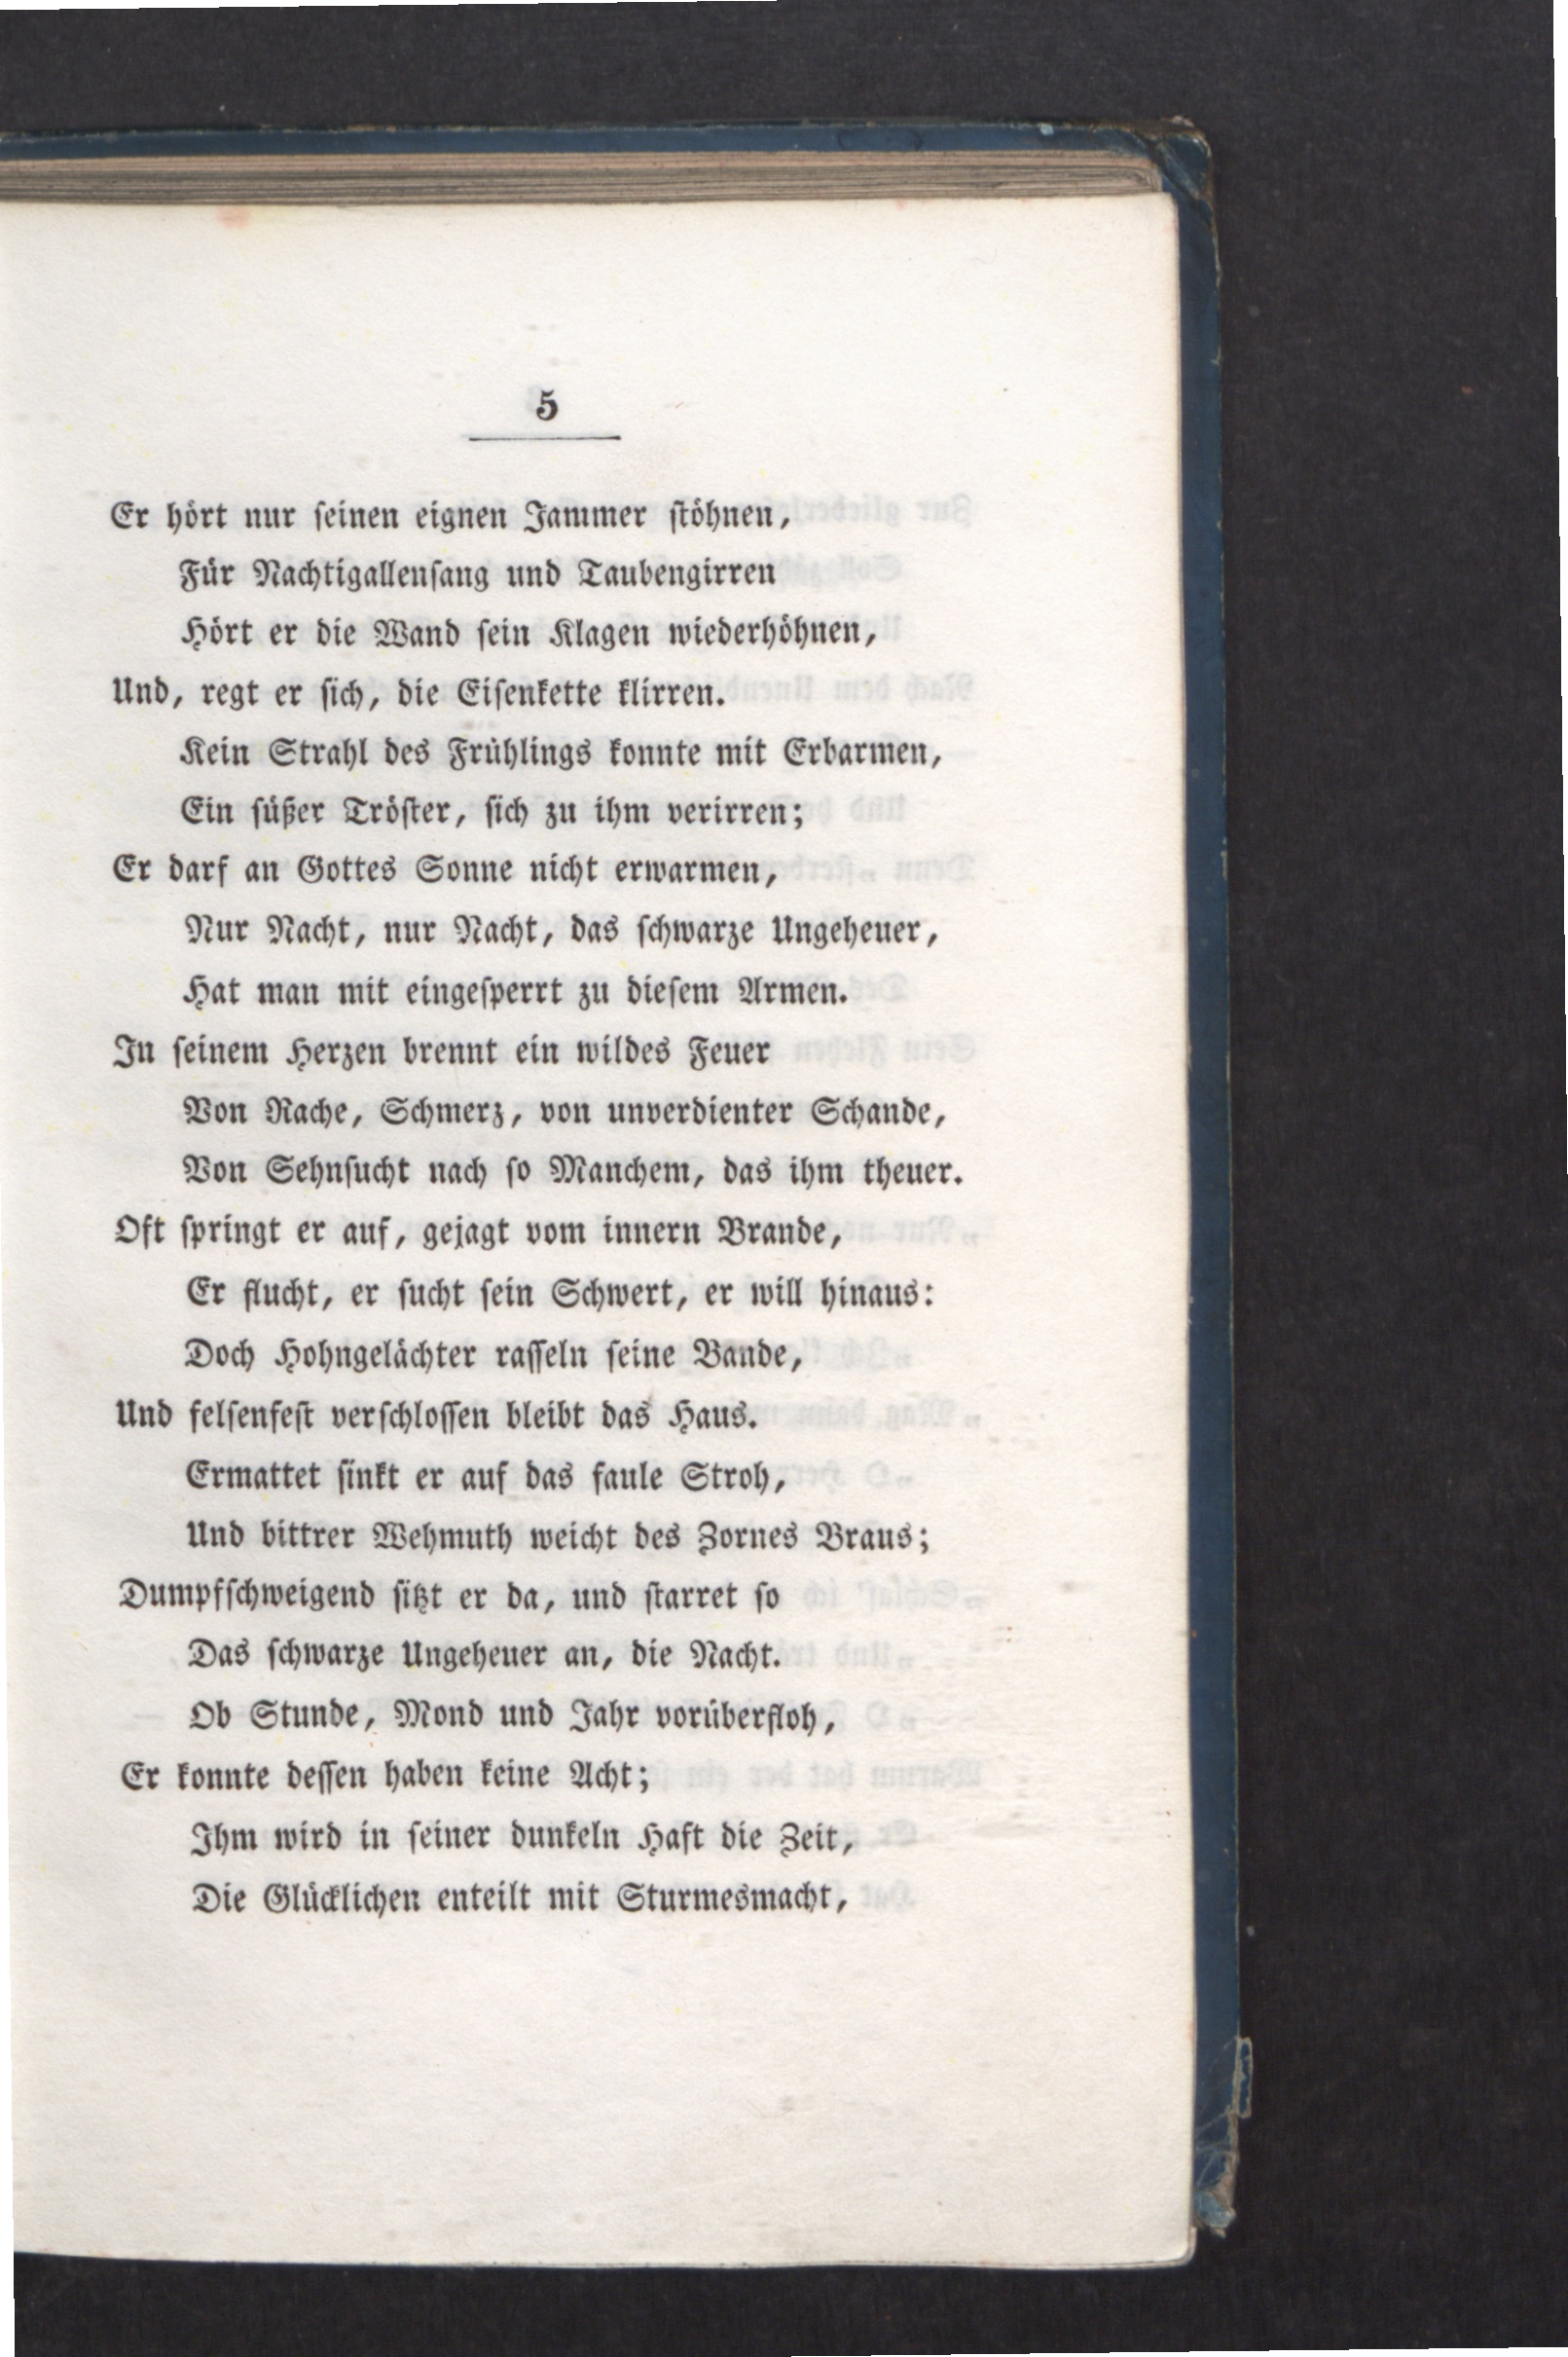 5
Er hört nur ſeinen eignen Jammer ſtöhnen,
Für Nachtigallenſang und Taubengirren
Hört er die Wand ſein Klagen wiederhöhnen,
Und, regt er ſich, die Eiſenkette klirren.
Kein Strahl des Frühlings konnte mit Erbarmen,
Ein ſüßer Tröſter, ſich zu ihm verirren;
Er darf an Gottes Sonne nicht erwarmen,
Nur Nacht, nur Nacht, das ſchwarze Ungeheuer,
Hat man mit eingeſperrt zu dieſem Armen.
In ſeinem Herzen brennt ein wildes Feuer
Von Rache, Schmerz, von unverdienter Schande,
Von Sehnſucht nach ſo Manchem, das ihm theuer.
Oft ſpringt er auf, gejagt vom innern Brande,
Er flucht, er ſucht ſein Schwert, er will hinaus:
Doch Hohngelächter raſſeln ſeine Bande,
Und felſenfeſt verſchloſſen bleibt das Haus.
Ermattet ſinkt er auf das faule Stroh,
Und bittrer Wehmuth weicht des Zornes Braus;
Dumpfſchweigend ſitzt er da, und ſtarret ſo
Das ſchwarze Ungeheuer an, die Nacht.
Ob Stunde, Mond und Jahr vorüberfloh,
Er konnte deſſen haben keine Acht;
Ihm wird in ſeiner dunkeln Haft die Zeit,
Die Glücklichen enteilt mit Sturmesmacht,